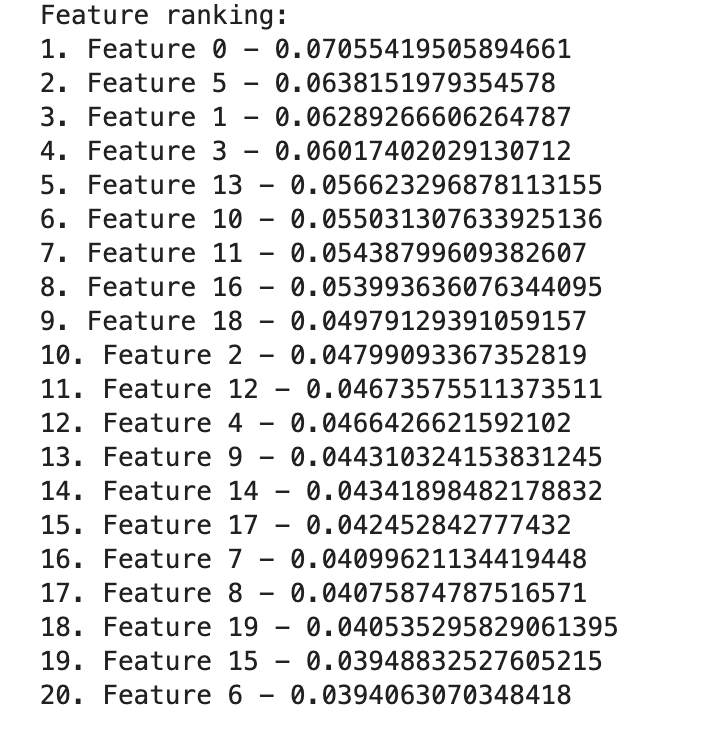 Feature ranking:
1. Feature 0 - 0.07055419505894661
2. Feature 5 - 0.0638151979354578
3. Feature 1 - 0.06289266606264787
4. Feature 3 - 0.06017402029130712
5. Feature 13 - 0.056623296878113155
6. Feature 10 - 0.055031307633925136
7. Feature 11 - 0.05438799609382607
8. Feature 16 - 0.053993636076344095
9. Feature 18 - 0.04979129391059157
10. Feature 2 - 0.04799093367352819
11. Feature 12 - 0.04673575511373511
12. Feature 4 - 0.0466426621592102
13. Feature 9 - 0.044310324153831245
14. Feature 14 - 0.04341898482178832
15. Feature 17 - 0.042452842777432
16. Feature 7 - 0.04099621134419448
17. Feature 8 - 0.04075874787516571
18. Feature 19 - 0.040535295829061395
19. Feature 15 - 0.03948832527605215
20. Feature 6 - 0.0394063070348418